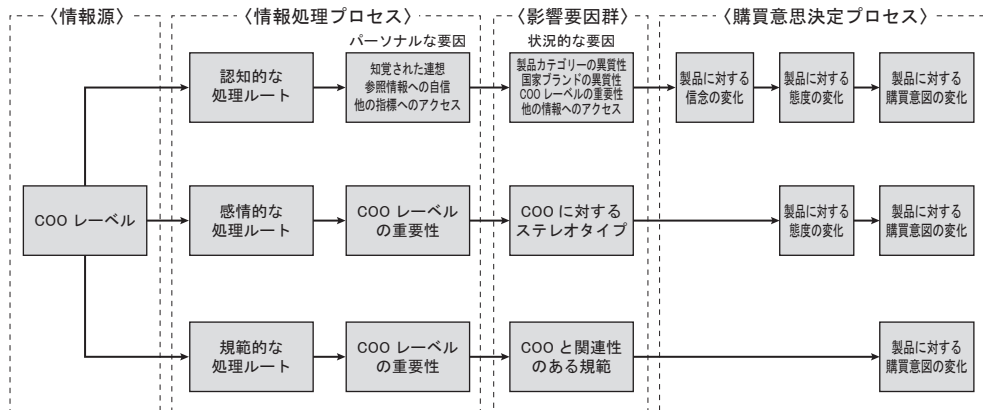 〈情報源〉
〈情報処理プロセス〉
〈影響要因群〉
〈購買意思決定プロセス〉
パーソナルな要因
状況的な要因
認知的な
処理ルート
知覚された連想
参照情報への自信
他の指標へのアクセス
製品カテゴリーの異質性
国家ブランドの異質性
COOレーベルの重要性
他の情報へのアクセス
製品に対する
信念の変化
製品に対する
態度の変化
製品に対する
購買意図の変化
COO レーベル
感情的な
処理ルート
COO レーベル
の重要性
COO に対する
ステレオタイプ
製品に対する
態度の変化
製品に対する
購買意図の変化
規範的な
処理ルート
COO レーベル
の重要性
COO と関連性
のある規範
製品に対する
購買意図の変化